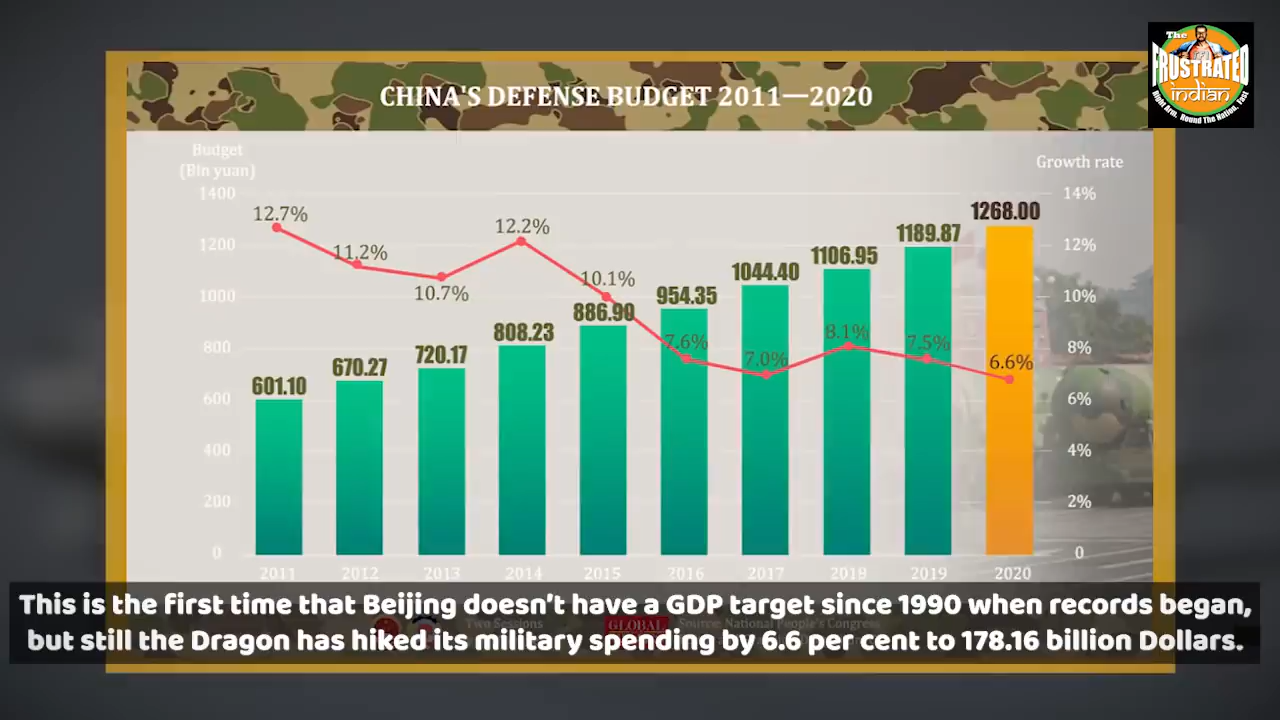 The
FRUSTRATED
indian
Right Arm, Round The Nation, Fast
CHINA'S DEFENSE BUDGET 2011—2020
Budget
(Bln yuan)
Growth rate
1400
1200
1000
800
600
400
200
0
14%
12%
10%
8%
6%
4%
2%
0
12.7%
11.2%
10.7%
12.2%
10.1%
7.6%
7.0%
8.1%
7.5%
6.6%
601.10
670.27
720.17
808.23
886.90
954.35
1044.40
1106.95
1189.87
1268.00
2011 2012 2013 2014 2015 2016 2017 2018 2019 2020
Two Sessions
GLOBAL
Source: National People's Congress
This is the first time that Beijing doesn't have a GDP target since 1990 when records began,
but still the Dragon has hiked its military spending by 6.6 per cent to 178.16 billion Dollars.